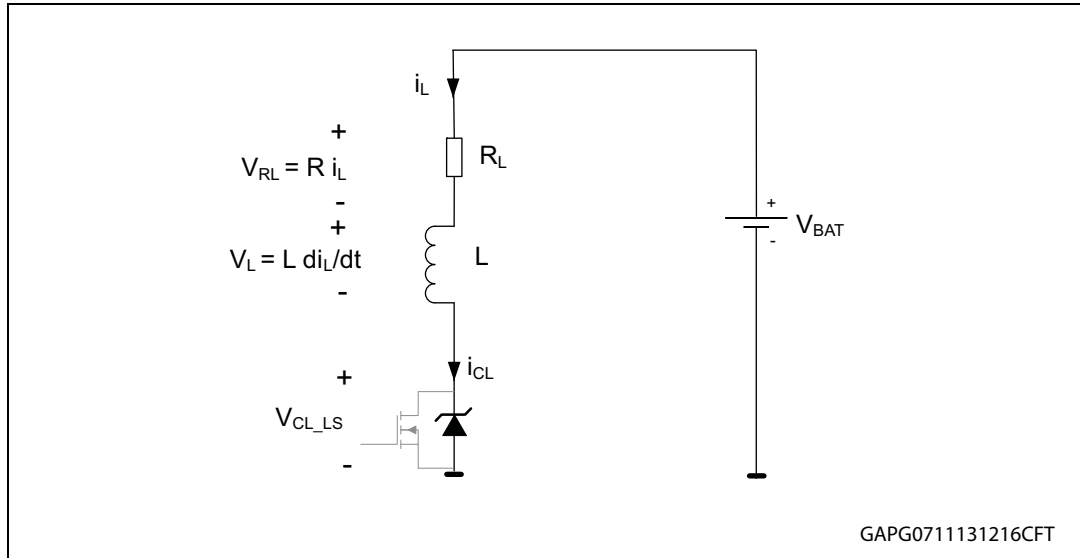 i_L
+
V_RL = R i_L
-
R_L
+
V_L = L di_L/dt
-
L
+
V_BAT
-
i_CL
+
V_CL_LS
-
GAPG0711131216CFT